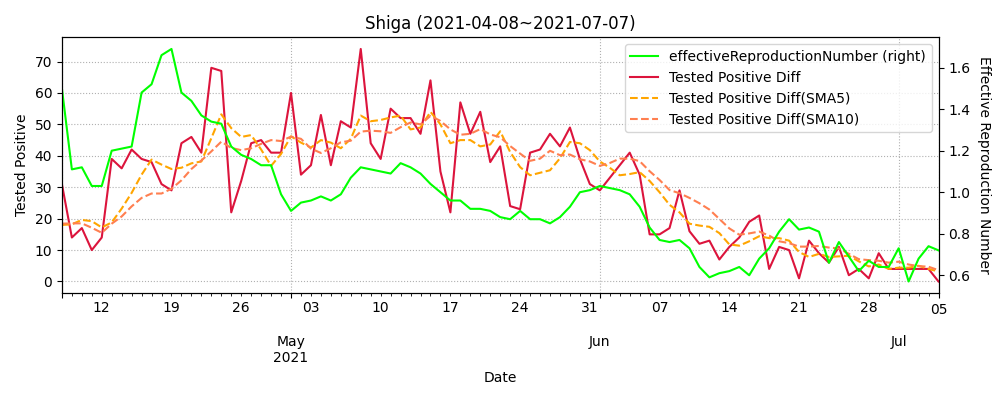 Shiga (2021-04-08~2021-07-07)
effectiveReproductionNumber (right)
Tested Positive Diff
Tested Positive Diff(SMA5)
Tested Positive Diff(SMA10)
Tested Positive
70
60
50
40
30
20
10
0
1.6
1.4
1.2
1.0
0.8
0.6
Effective Reproduction Number
12 19 26 03 10 17 24 31 07 14 21 28 05
May Jun Jul
2021
Date